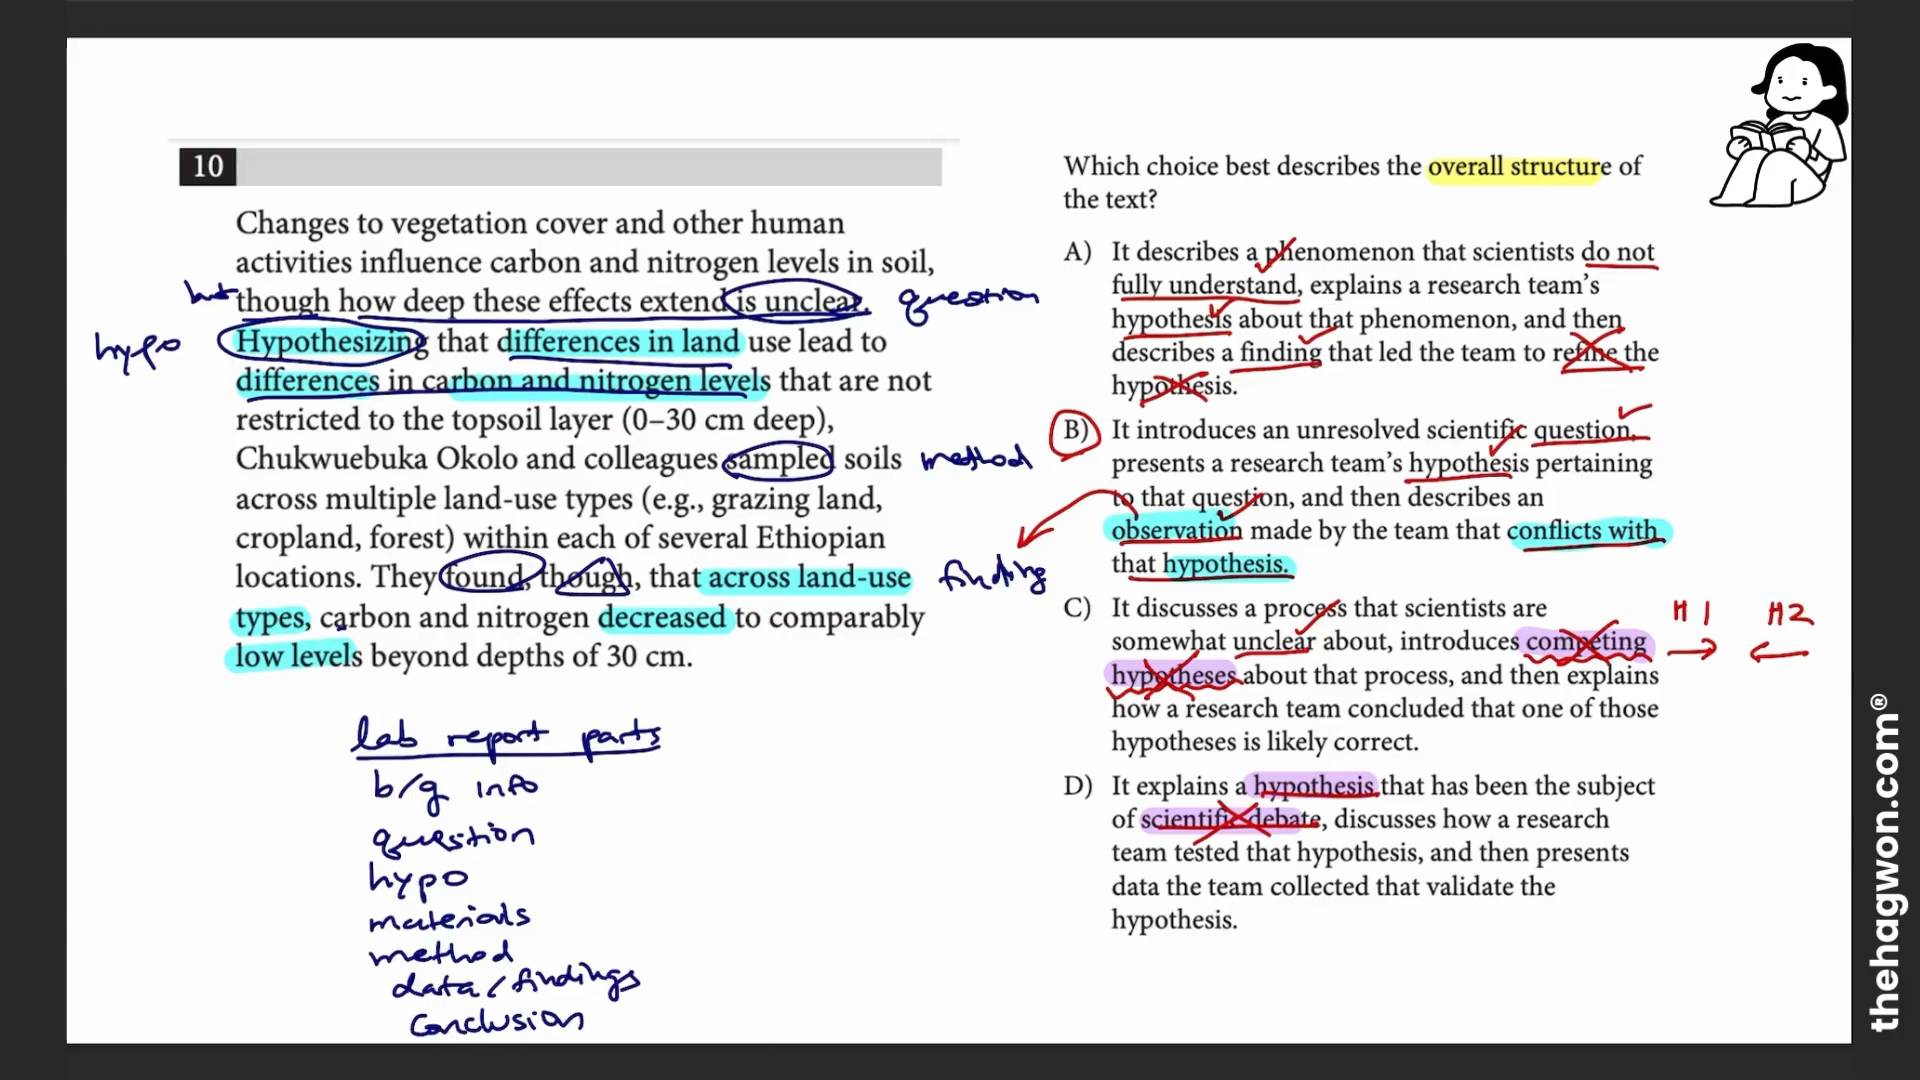 10
Changes to vegetation cover and other human
activities influence carbon and nitrogen levels in soil,
but though how deep these effects extend is unclear. question
hypo Hypothesizing that differences in land use lead to
differences in carbon and nitrogen levels that are not
restricted to the topsoil layer (0–30 cm deep),
Chukwuebuka Okolo and colleagues sampled soils method
across multiple land-use types (e.g., grazing land,
cropland, forest) within each of several Ethiopian
locations. They found, though, that across land-use finding
types, carbon and nitrogen decreased to comparably
low levels beyond depths of 30 cm.
lab report parts
b/g info
question
hypo
materials
method
data/findings
conclusion
Which choice best describes the overall structure of
the text?
A) It describes a phenomenon that scientists do not
fully understand, explains a research team's
hypothesis about that phenomenon, and then
describes a finding that led the team to refine the
hypothesis.
B) It introduces an unresolved scientific question,
presents a research team's hypothesis pertaining
to that question, and then describes an
observation made by the team that conflicts with
that hypothesis.
C) It discusses a process that scientists are
somewhat unclear about, introduces competing
hypotheses about that process, and then explains
how a research team concluded that one of those
hypotheses is likely correct.
H1 H2
D) It explains a hypothesis that has been the subject
of scientific debate, discusses how a research
team tested that hypothesis, and then presents
data the team collected that validate the
hypothesis.
thehagwon.com®